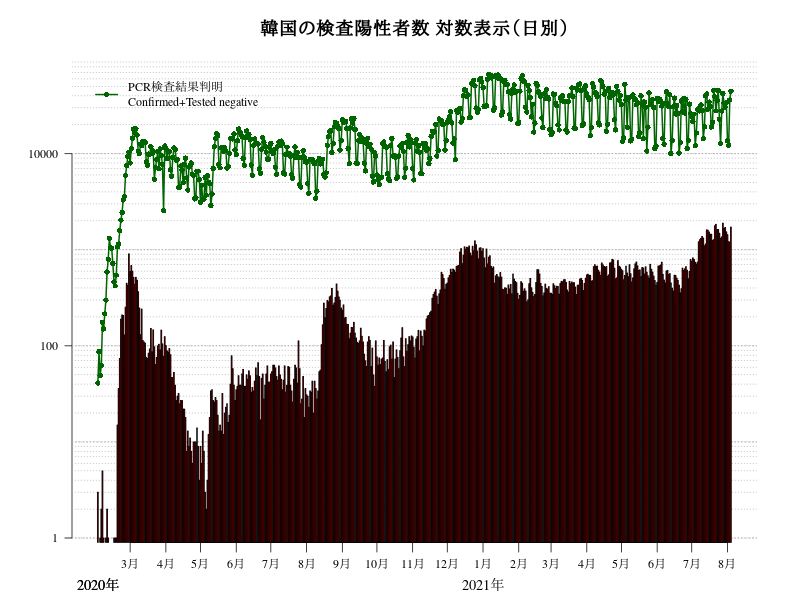 韓国の検査陽性者数 対数表示(日別)
PCR検査結果判明
Confirmed+Tested negative
10000
100
1
3月 4月 5月 6月 7月 8月 9月 10月 11月 12月 1月 2月 3月 4月 5月 6月 7月 8月
2020年 2021年